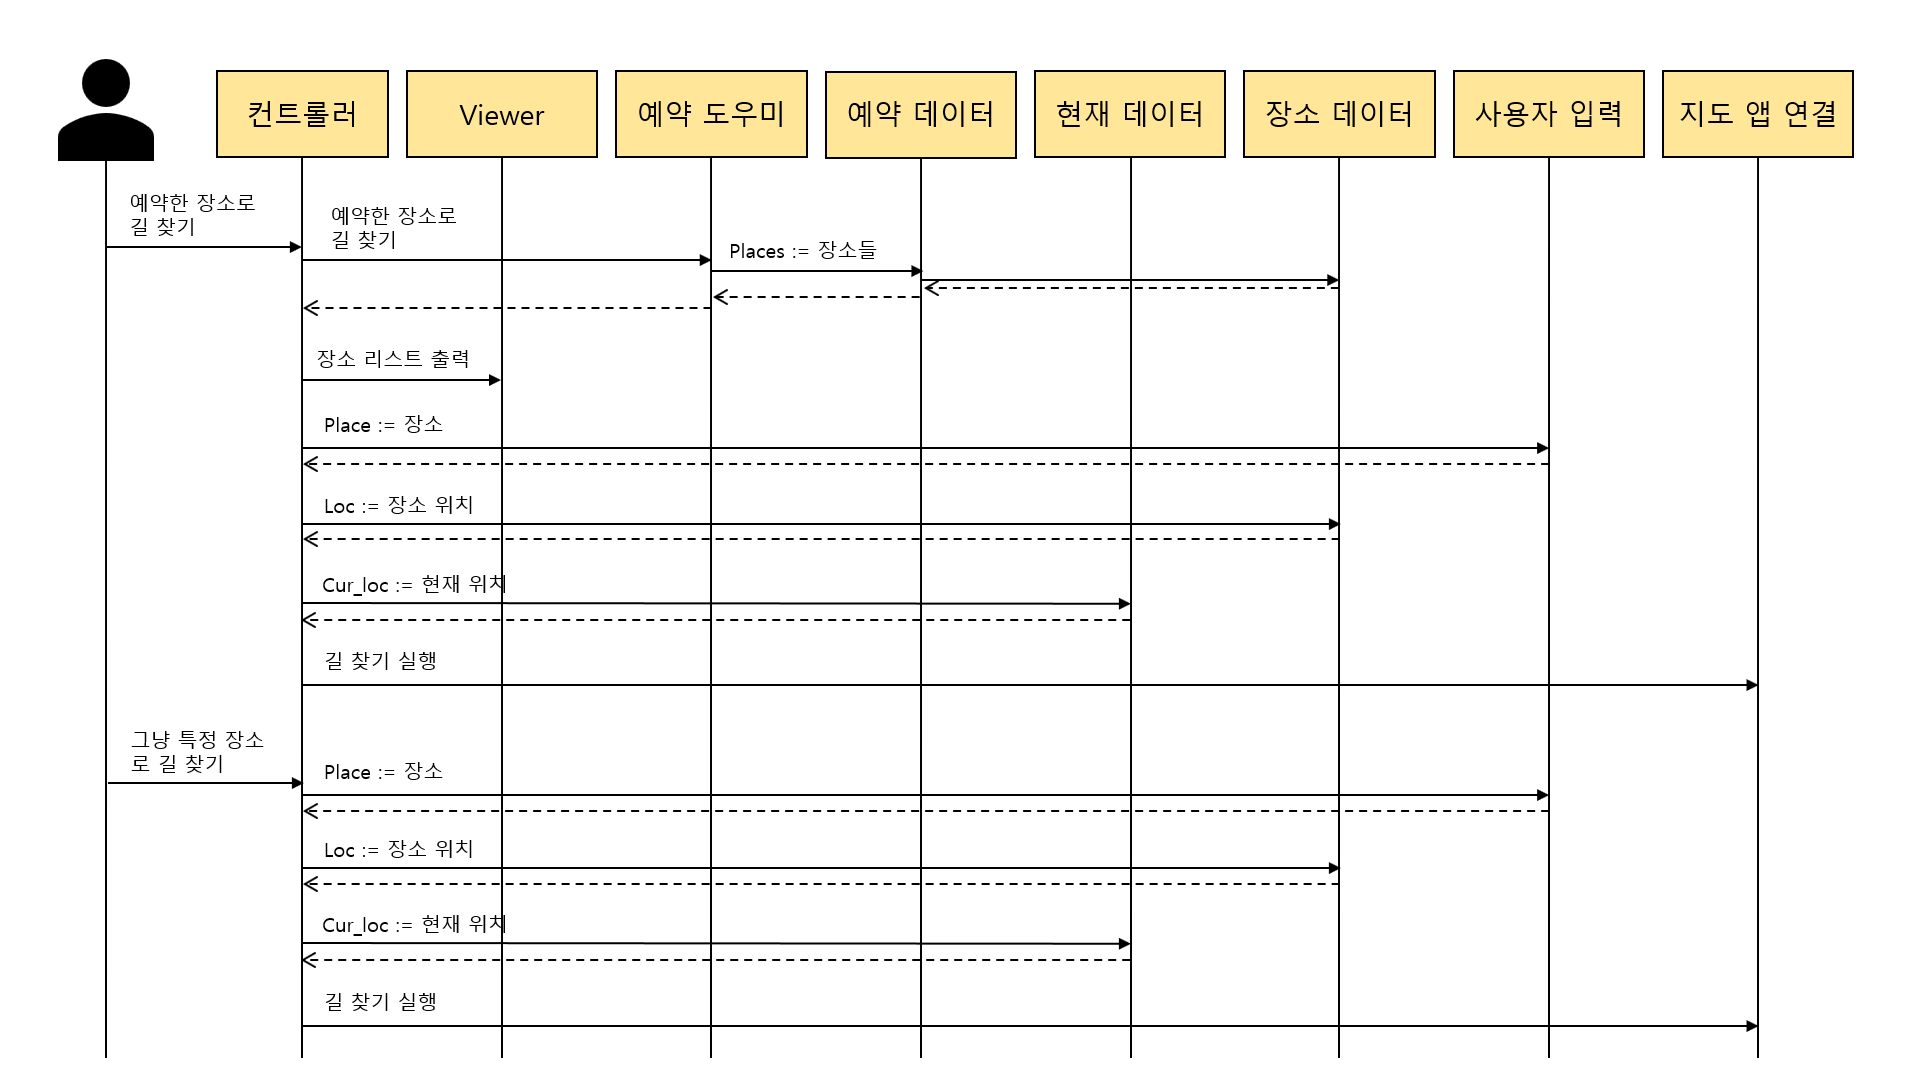 컨트롤러
Viewer
예약 도우미
예약 데이터
현재 데이터
장소 데이터
사용자 입력
지도 앱 연결
예약한 장소로
길 찾기
예약한 장소로
길 찾기
Places := 장소들
장소 리스트 출력
Place := 장소
Loc := 장소 위치
Cur_loc := 현재 위치
길 찾기 실행
그냥 특정 장소
로 길 찾기
Place := 장소
Loc := 장소 위치
Cur_loc := 현재 위치
길 찾기 실행